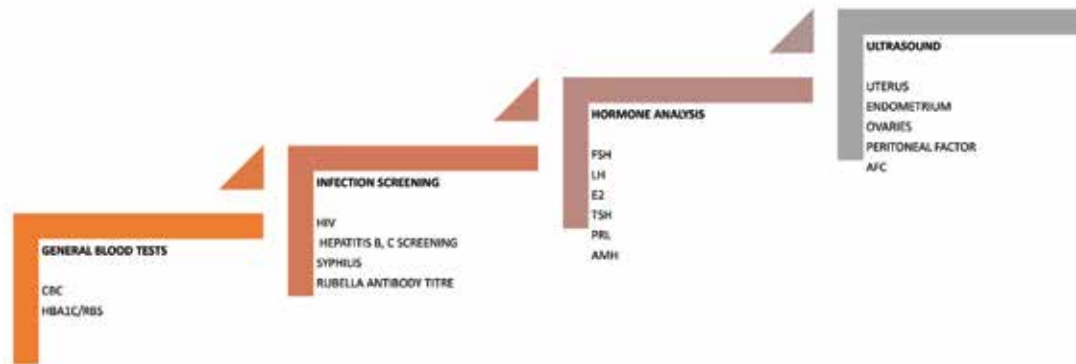 GENERAL BLOOD TESTS
CBC
HBA1C/RBS
INFECTION SCREENING
HIV
HEPATITIS B, C SCREENING
SYPHILIS
RUBELLA ANTIBODY TITRE
HORMONE ANALYSIS
FSH
LH
E2
TSH
PRL
AMH
ULTRASOUND
UTERUS
ENDOMETRIUM
OVARIES
PERITONEAL FACTOR
AFC